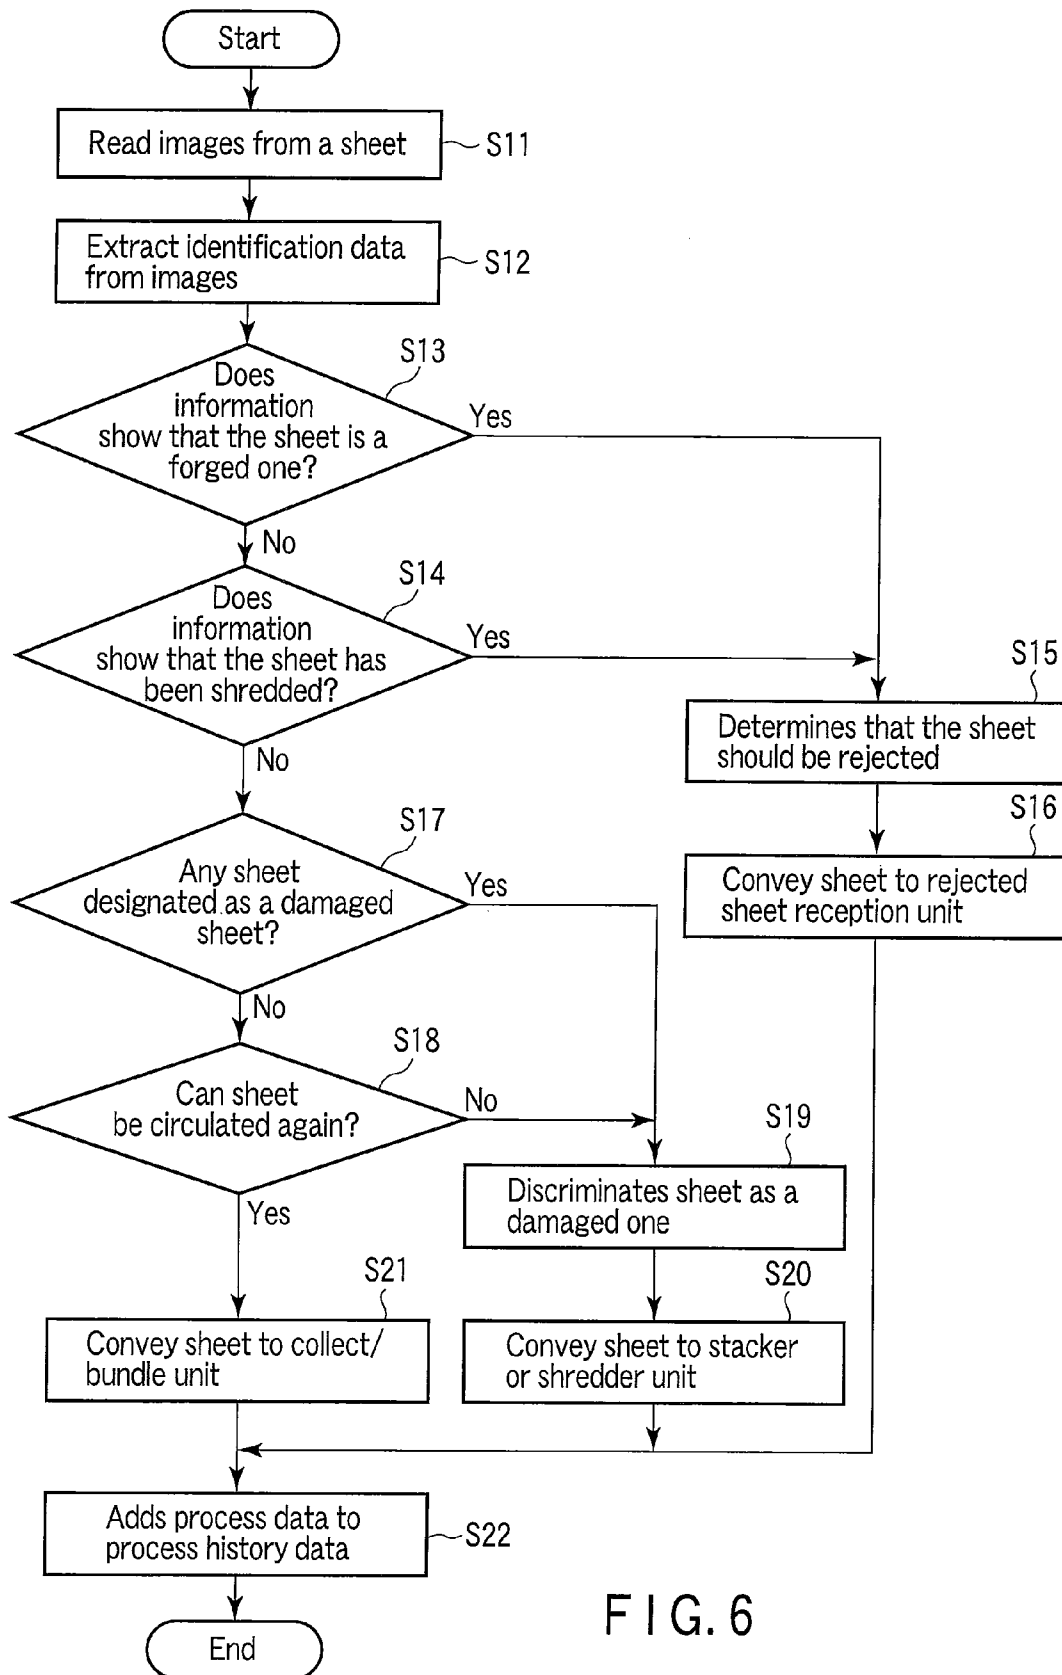 Start
Read images from a sheet
S11
Extract identification data
from images
S12
S13
Does
information
show that the sheet is a
forged one?
Yes
No
S14
Does
information
show that the sheet has
been shredded?
Yes
No
S15
Determines that the sheet
should be rejected
S16
Convey sheet to rejected
sheet reception unit
S17
Any sheet
designated as a damaged
sheet?
Yes
No
S18
Can sheet
be circulated again?
No
Yes
S19
Discriminates sheet as a
damaged one
S20
Convey sheet to stacker
or shredder unit
S21
Convey sheet to collect/
bundle unit
Adds process data to
process history data
S22
End
FIG. 6